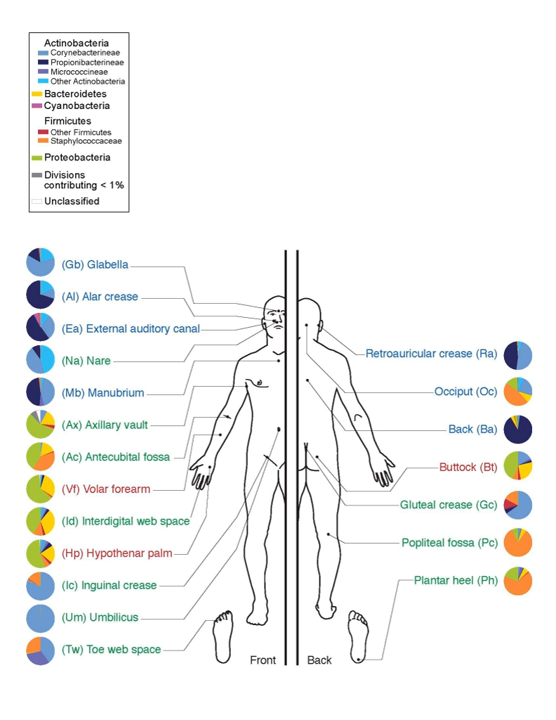 Actinobacteria
Corynebacterineae
Propionibacterineae
Micrococcineae
Other Actinobacteria
Bacteroidetes
Cyanobacteria
Firmicutes
Other Firmicutes
Staphylococcaceae
Proteobacteria
Divisions
contributing < 1%
Unclassified
(Gb) Glabella
(Al) Alar crease
(Ea) External auditory canal
(Na) Nare
(Mb) Manubrium
(Ax) Axillary vault
(Ac) Antecubital fossa
(Vf) Volar forearm
(Id) Interdigital web space
(Hp) Hypothenar palm
(Ic) Inguinal crease
(Um) Umbilicus
(Tw) Toe web space
Retroauricular crease (Ra)
Occiput (Oc)
Back (Ba)
Buttock (Bt)
Gluteal crease (Gc)
Popliteal fossa (Pc)
Plantar heel (Ph)
Front
Back